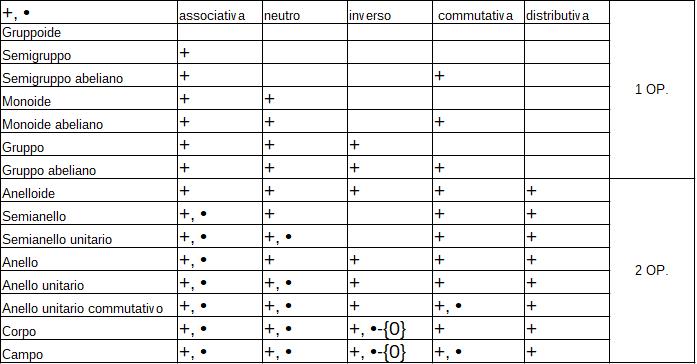 +, • associativa neutro inverso commutativa distributiva
Gruppoide
Semigruppo +
Semigruppo abeliano + +
Monoide + +
1 OP.
Monoide abeliano + + +
Gruppo + + +
Gruppo abeliano + + + +
Anelloide + + + + +
Semianello +, • + + +
Semianello unitario +, • +, • + +
Anello +, • + + + +
2 OP.
Anello unitario +, • +, • + + +
Anello unitario commutativo +, • +, • + +, • +
Corpo +, • +, • +, •-{0} + +
Campo +, • +, • +, •-{0} +, • +